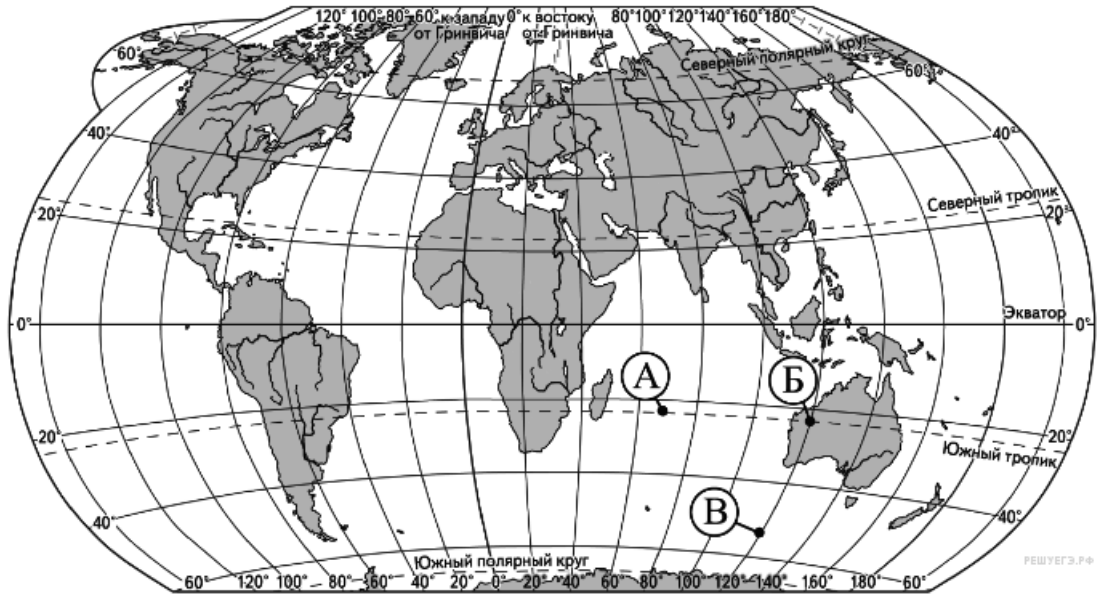 120° 100° 80° 60° к западу 0° к востоку 80° 100° 120° 140° 160° 180°
от Гринвича от Гринвича
Северный полярный круг
60° 60°
40° 40°
Северный тропик
20° 20°
Экватор
0° 0°
А Б
20° 20°
Южный тропик
В
40° 40°
Южный полярный круг
РЕШУЕГЭ.РФ
60° 120° 100° 80° 60° 40° 20° 0° 20° 40° 60° 80° 100° 120° 140° 160° 180° 60°